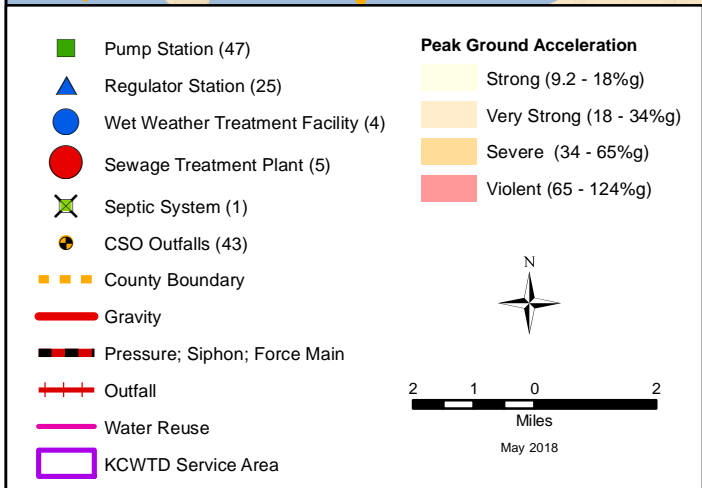 Pump Station (47)
Regulator Station (25)
Wet Weather Treatment Facility (4)
Sewage Treatment Plant (5)
Septic System (1)
CSO Outfalls (43)
County Boundary
Gravity
Pressure; Siphon; Force Main
Outfall
Water Reuse
KCWTD Service Area
Peak Ground Acceleration
Strong (9.2 - 18%g)
Very Strong (18 - 34%g)
Severe (34 - 65%g)
Violent (65 - 124%g)
N
2 1 0 2
Miles
May 2018